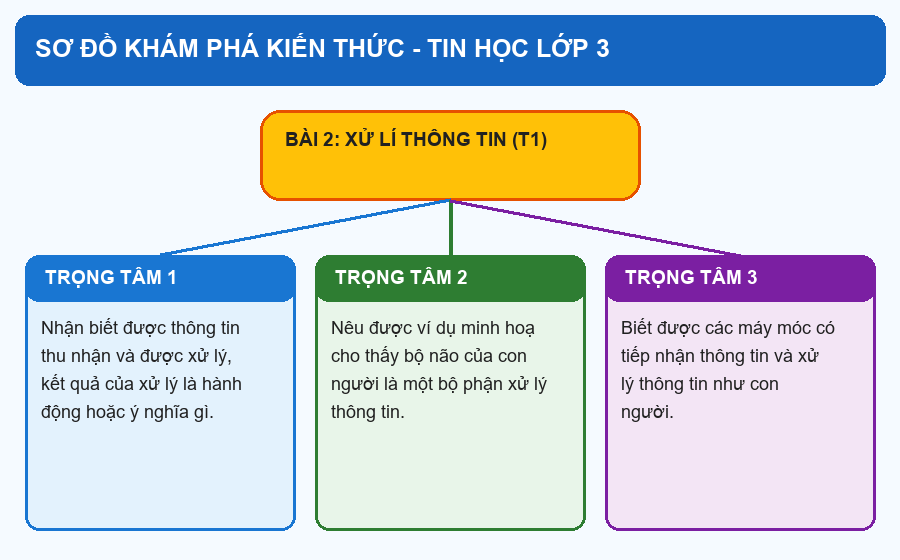 SƠ ĐỒ KHÁM PHÁ KIẾN THỨC - TIN HỌC LỚP 3
BÀI 2: XỬ LÍ THÔNG TIN (T1)
TRỌNG TÂM 1
Nhận biết được thông tin
thu nhận và được xử lý,
kết quả của xử lý là hành
động hoặc ý nghĩa gì.
TRỌNG TÂM 2
Nêu được ví dụ minh hoạ
cho thấy bộ não của con
người là một bộ phận xử lý
thông tin.
TRỌNG TÂM 3
Biết được các máy móc có
tiếp nhận thông tin và xử
lý thông tin như con
người.